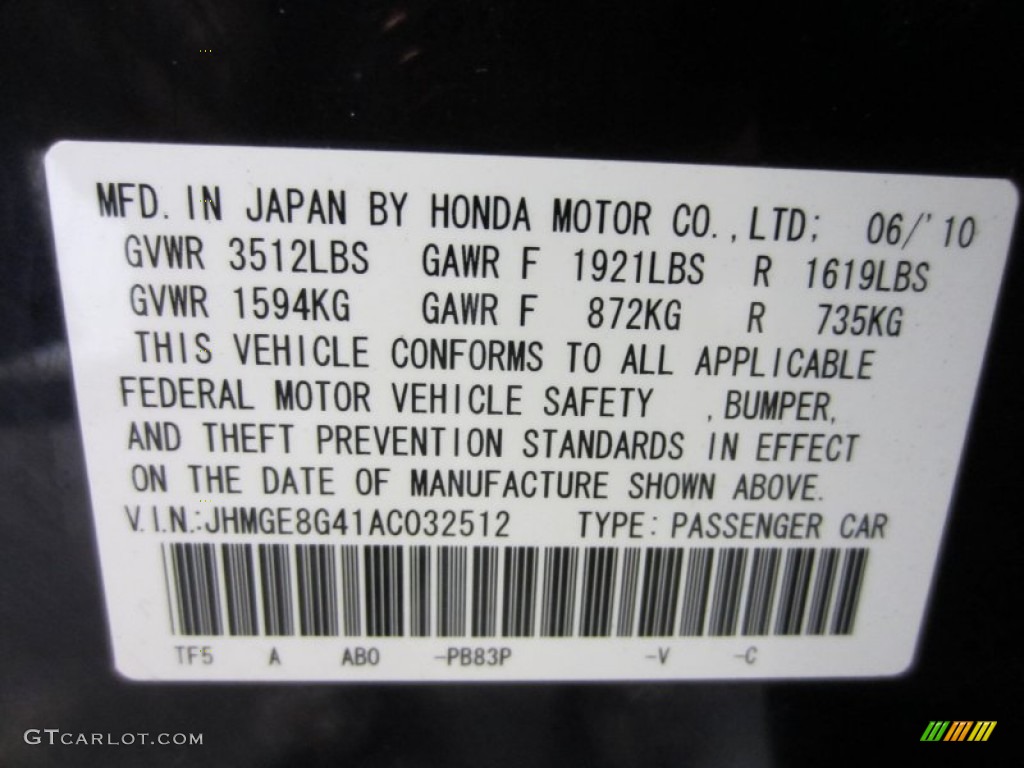 MFD. IN JAPAN BY HONDA MOTOR CO., LTD; 06/'10
GVWR 3512LBS GAWR F 1921LBS R 1619LBS
GVWR 1594KG GAWR F 872KG R 735KG
THIS VEHICLE CONFORMS TO ALL APPLICABLE
FEDERAL MOTOR VEHICLE SAFETY , BUMPER,
AND THEFT PREVENTION STANDARDS IN EFFECT
ON THE DATE OF MANUFACTURE SHOWN ABOVE.
V.I.N.:JHMGE8G41AC032512 TYPE: PASSENGER CAR
TF5 A AB0 -PB83P -V -C
GTCARLOT.COM